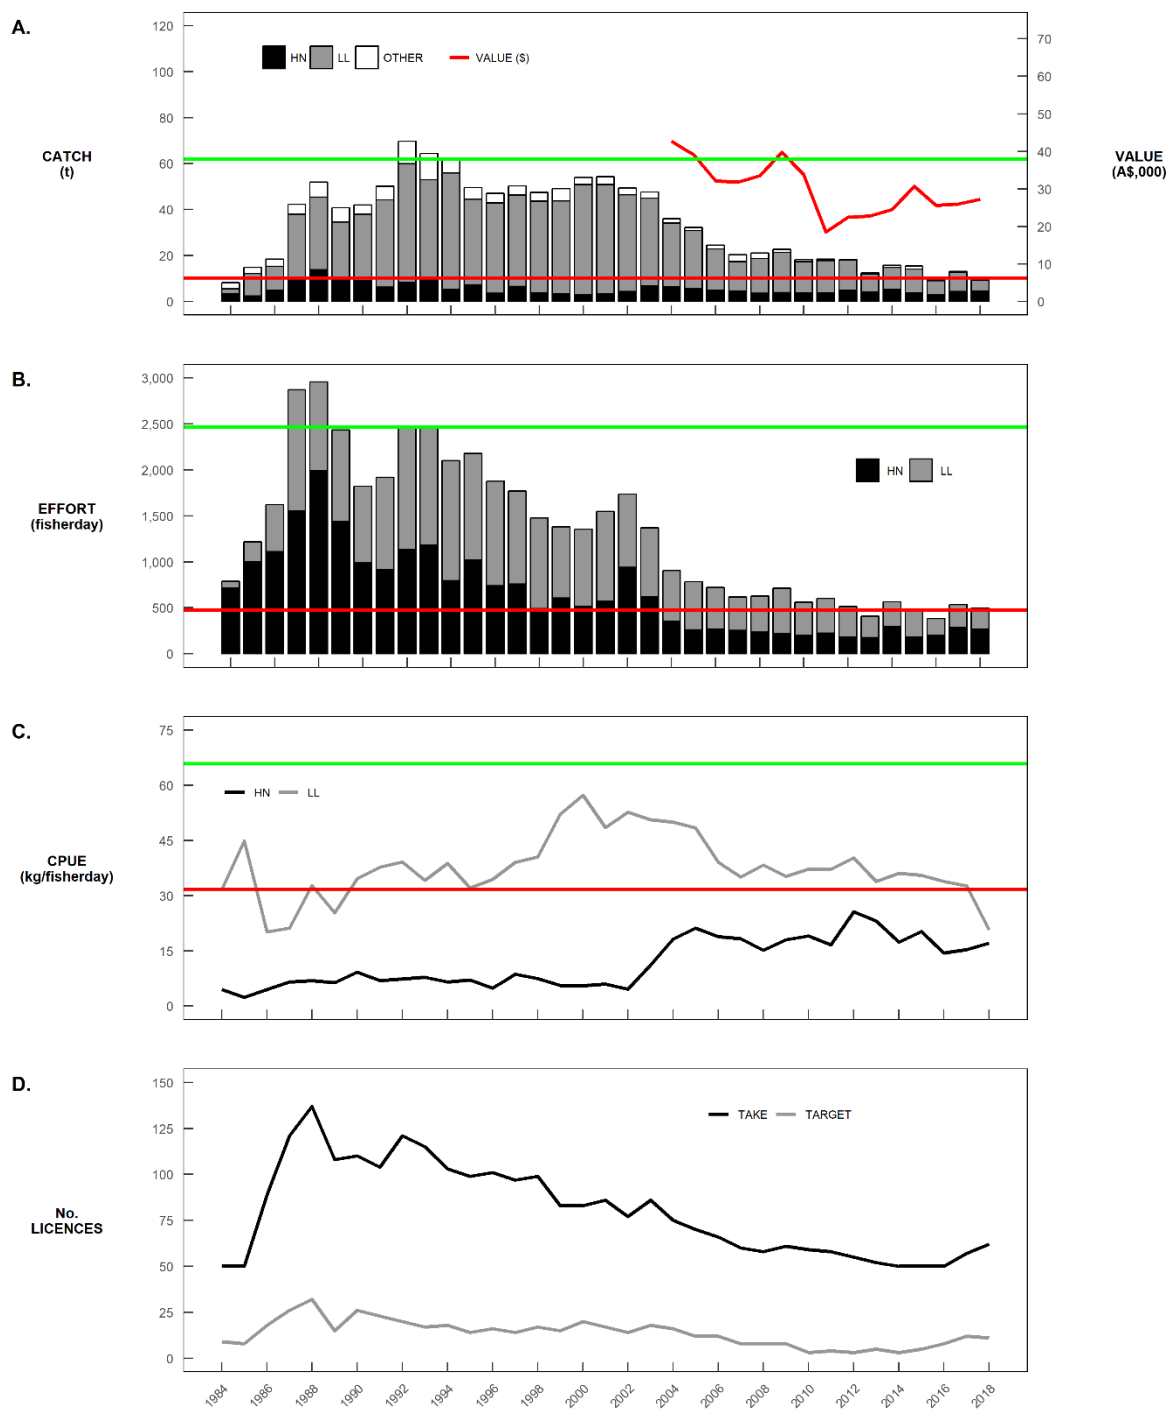 A.
120
100
80
60
40
20
0
CATCH
(t)
HN LL OTHER VALUE ($)
70
60
50
40
30
20
10
0
VALUE
(A$,000)
B.
3,000
2,500
2,000
1,500
1,000
500
0
EFFORT
(fisherday)
HN LL
C.
75
60
45
30
15
0
CPUE
(kg/fisherday)
HN LL
D.
150
125
100
75
50
25
0
No.
LICENCES
TAKE TARGET
1984 1986 1988 1990 1992 1994 1996 1998 2000 2002 2004 2006 2008 2010 2012 2014 2016 2018